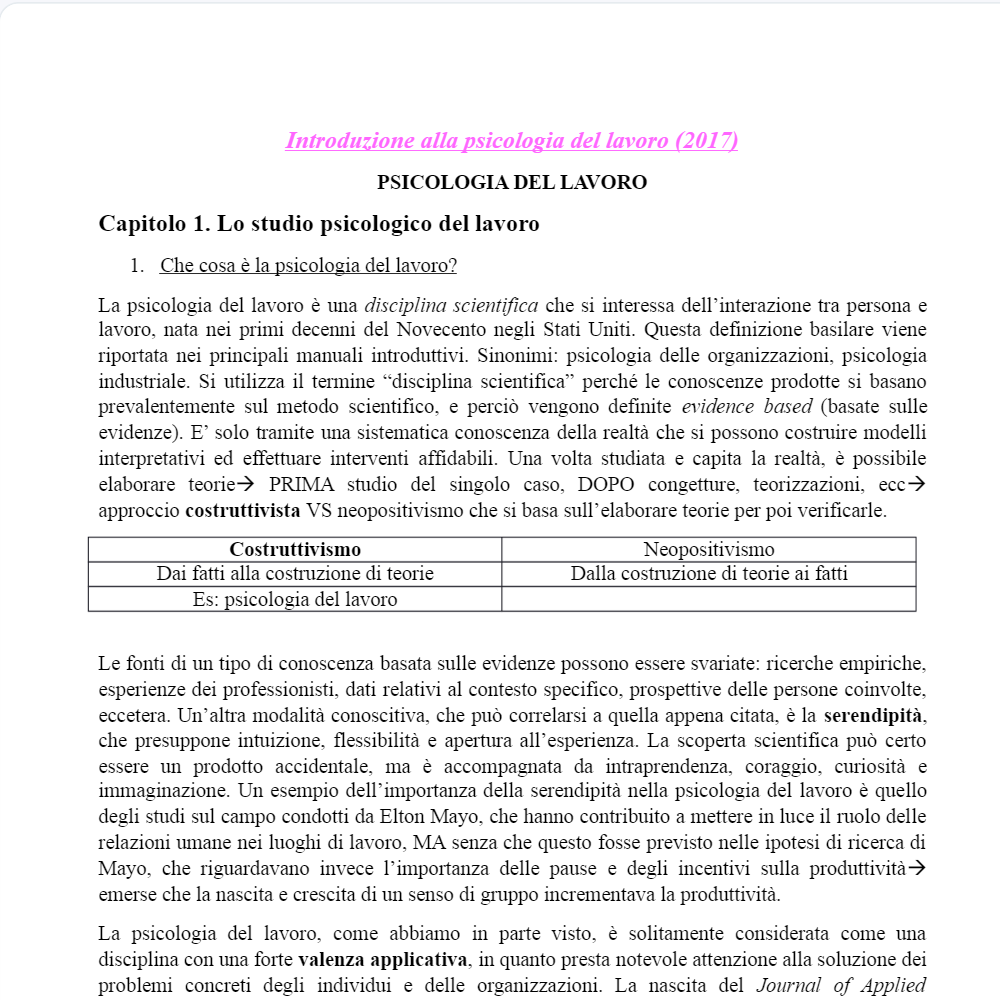 Introduzione alla psicologia del lavoro (2017)
PSICOLOGIA DEL LAVORO
Capitolo 1. Lo studio psicologico del lavoro
1. Che cosa è la psicologia del lavoro?
La psicologia del lavoro è una disciplina scientifica che si interessa dell’interazione tra persona e
lavoro, nata nei primi decenni del Novecento negli Stati Uniti. Questa definizione basilare viene
riportata nei principali manuali introduttivi. Sinonimi: psicologia delle organizzazioni, psicologia
industriale. Si utilizza il termine “disciplina scientifica” perché le conoscenze prodotte si basano
prevalentemente sul metodo scientifico, e perciò vengono definite evidence based (basate sulle
evidenze). E’ solo tramite una sistematica conoscenza della realtà che si possono costruire modelli
interpretativi ed effettuare interventi affidabili. Una volta studiata e capita la realtà, è possibile
elaborare teorie→ PRIMA studio del singolo caso, DOPO congetture, teorizzazioni, ecc→
approccio costruttivista VS neopositivismo che si basa sull’elaborare teorie per poi verificarle.
Costruttivismo Neopositivismo
Dai fatti alla costruzione di teorie Dalla costruzione di teorie ai fatti
Es: psicologia del lavoro
Le fonti di un tipo di conoscenza basata sulle evidenze possono essere svariate: ricerche empiriche,
esperienze dei professionisti, dati relativi al contesto specifico, prospettive delle persone coinvolte,
eccetera. Un’altra modalità conoscitiva, che può correlarsi a quella appena citata, è la serendipità,
che presuppone intuizione, flessibilità e apertura all’esperienza. La scoperta scientifica può certo
essere un prodotto accidentale, ma è accompagnata da intraprendenza, coraggio, curiosità e
immaginazione. Un esempio dell’importanza della serendipità nella psicologia del lavoro è quello
degli studi sul campo condotti da Elton Mayo, che hanno contribuito a mettere in luce il ruolo delle
relazioni umane nei luoghi di lavoro, MA senza che questo fosse previsto nelle ipotesi di ricerca di
Mayo, che riguardavano invece l’importanza delle pause e degli incentivi sulla produttività→
emerse che la nascita e crescita di un senso di gruppo incrementava la produttività.
La psicologia del lavoro, come abbiamo in parte visto, è solitamente considerata come una
disciplina con una forte valenza applicativa, in quanto presta notevole attenzione alla soluzione dei
problemi concreti degli individui e delle organizzazioni. La nascita del Journal of Applied